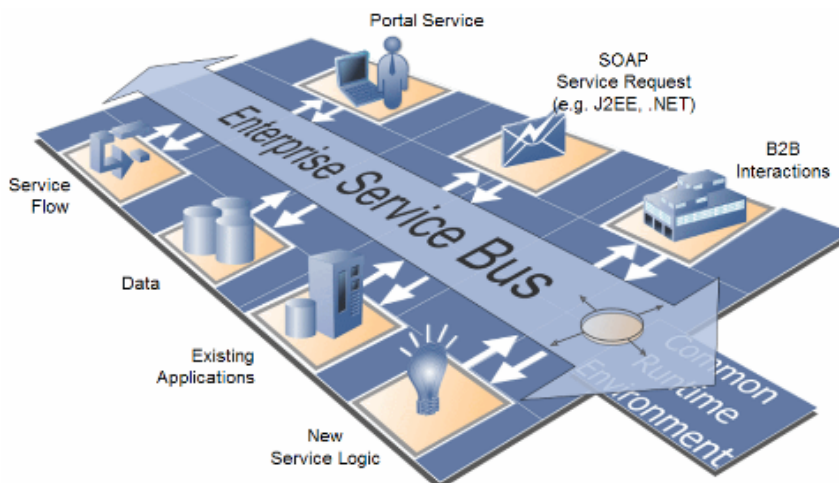 Portal Service
SOAP
Service Request
(e.g. J2EE, .NET)
B2B
Interactions
Enterprise Service Bus
Service
Flow
Data
Existing
Applications
New
Service Logic
Common
Runtime
Environment